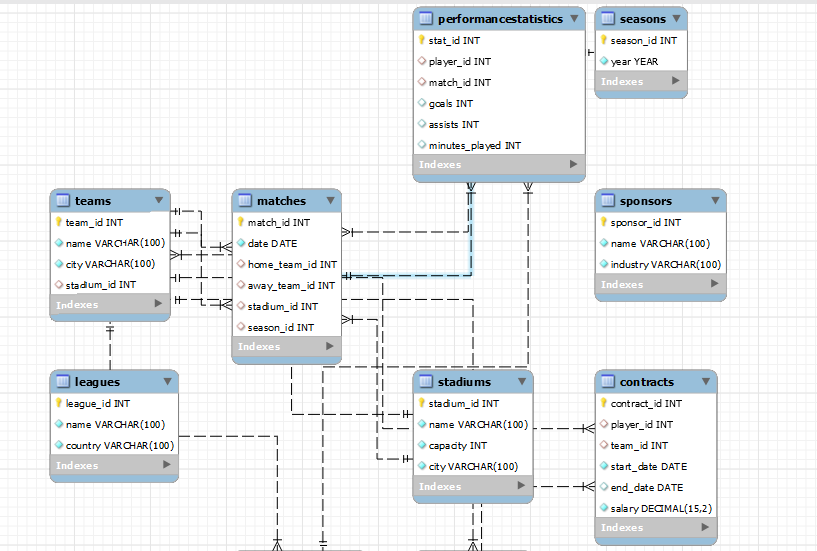 performancestatistics
stat_id INT
player_id INT
match_id INT
goals INT
assists INT
minutes_played INT
Indexes
seasons
season_id INT
year YEAR
Indexes
teams
team_id INT
name VARCHAR(100)
city VARCHAR(100)
stadium_id INT
Indexes
matches
match_id INT
date DATE
home_team_id INT
away_team_id INT
stadium_id INT
season_id INT
Indexes
sponsors
sponsor_id INT
name VARCHAR(100)
industry VARCHAR(100)
Indexes
leagues
league_id INT
name VARCHAR(100)
country VARCHAR(100)
Indexes
stadiums
stadium_id INT
name VARCHAR(100)
capacity INT
city VARCHAR(100)
Indexes
contracts
contract_id INT
player_id INT
team_id INT
start_date DATE
end_date DATE
salary DECIMAL(15,2)
Indexes